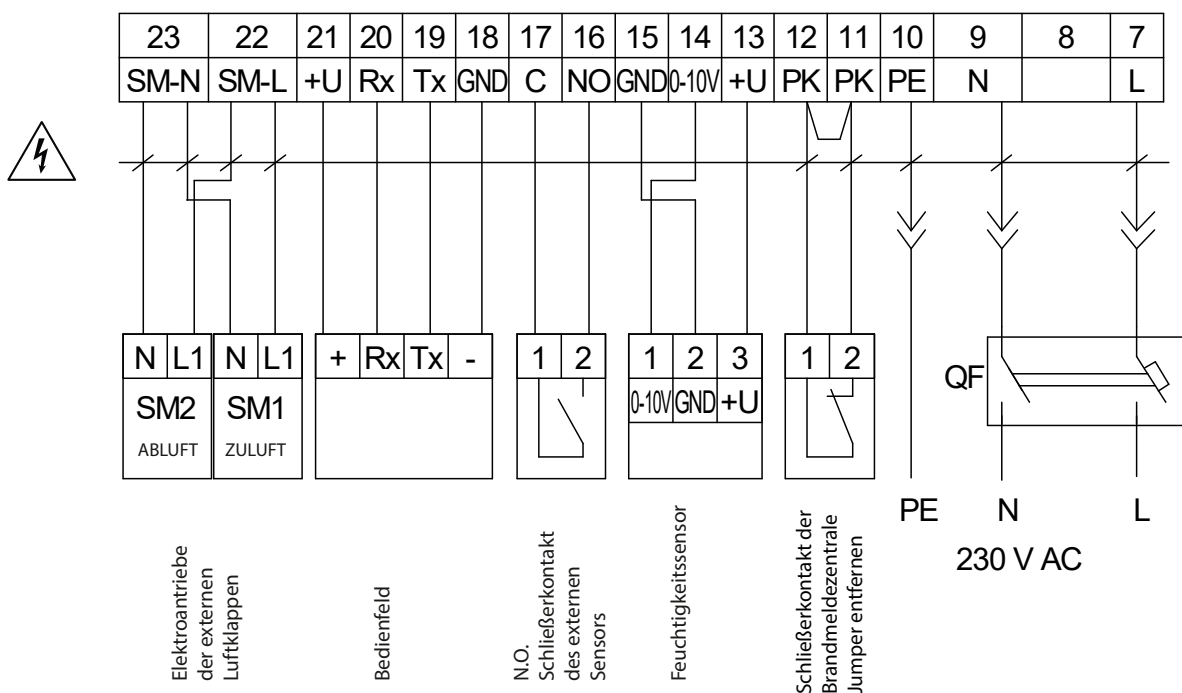 23 22 21 20 19 18 17 16 15 14 13 12 11 10 9 8 7
SM-N SM-L +U Rx Tx GND C NO GND 0-10V +U PK PK PE N L
N L1 N L1 + Rx Tx - 1 2 1 2 3 1 2
QF
SM2 SM1 0-10V GND +U
ABLUFT ZULUFT
PE N L
230 V AC
Elektroantriebe
der externen
Luftklappen
Bedienfeld
N.O.
Schließerkontakt
des externen
Sensors
Feuchtigkeitssensor
Schließerkontakt der
Brandmeldezentrale
Jumper entfernen